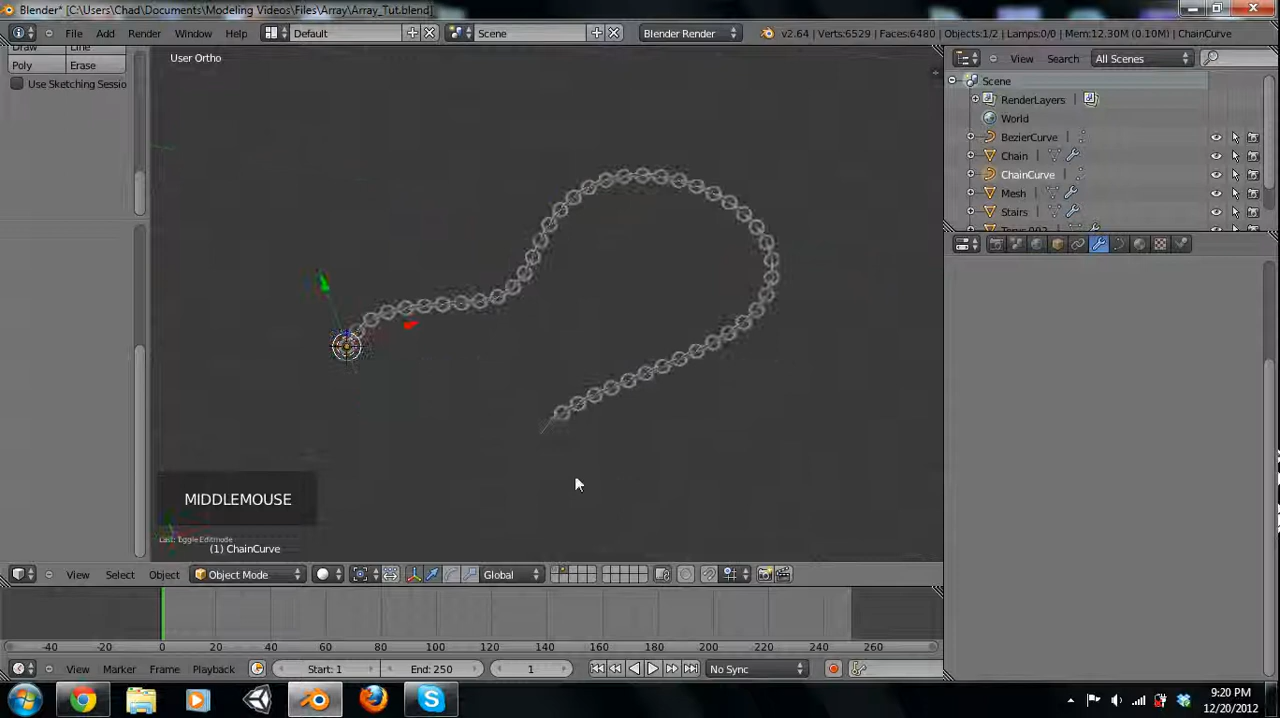 Blender* [C:\Users\Chad\Documents\Modeling Videos\Files\Array\Array_Tut.blend]
File Add Render Window Help Default Scene Blender Render v2.64 | Verts:6529 | Faces:6480 | Objects:1/2 | Lamps:0/0 | Mem:12.30M (0.10M) | ChainCurve
Draw Line
Poly Erase
Use Sketching Sessio
User Ortho
View Search All Scenes
Scene
RenderLayers
World
BezierCurve
Chain
ChainCurve
Mesh
Stairs
Torus.002
MIDDLEMOUSE
Last: Toggle Editmode
(1) ChainCurve
View Select Object Object Mode Global
-40 -20 0 20 40 60 80 100 120 140 160 180 200 220 240 260
View Marker Frame Playback Start: 1 End: 250 1 No Sync
9:20 PM
12/20/2012